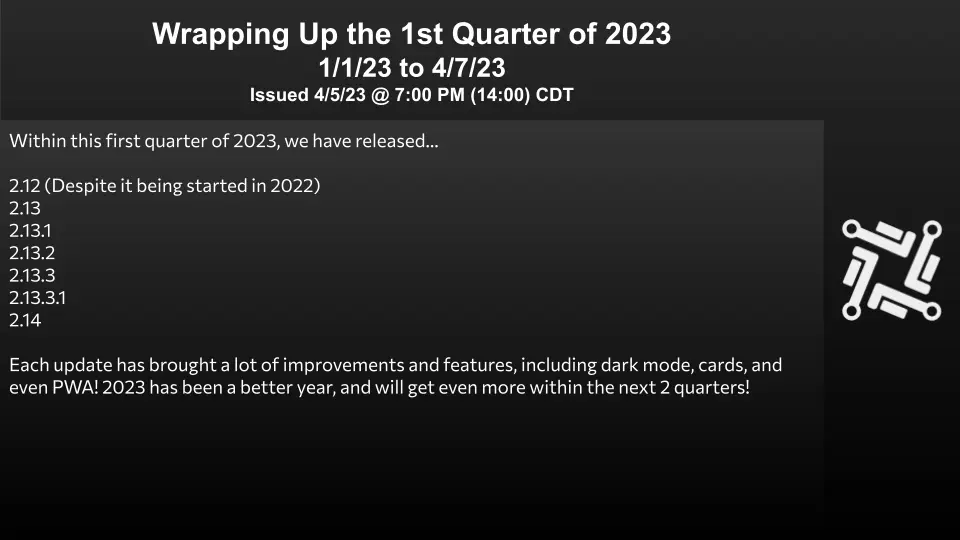 Wrapping Up the 1st Quarter of 2023
1/1/23 to 4/7/23
Issued 4/5/23 @ 7:00 PM (14:00) CDT
Within this first quarter of 2023, we have released...
2.12 (Despite it being started in 2022)
2.13
2.13.1
2.13.2
2.13.3
2.13.3.1
2.14
Each update has brought a lot of improvements and features, including dark mode, cards, and
even PWA! 2023 has been a better year, and will get even more within the next 2 quarters!